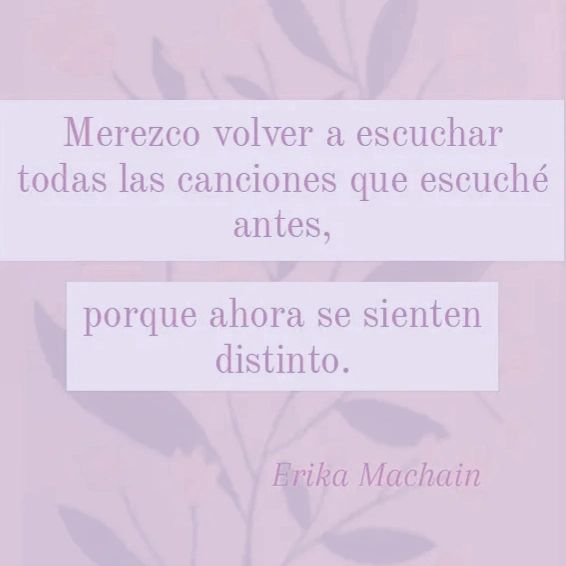 Merezco volver a escuchar
todas las canciones que escuché
antes,
porque ahora se sienten
distinto.
Erika Machain